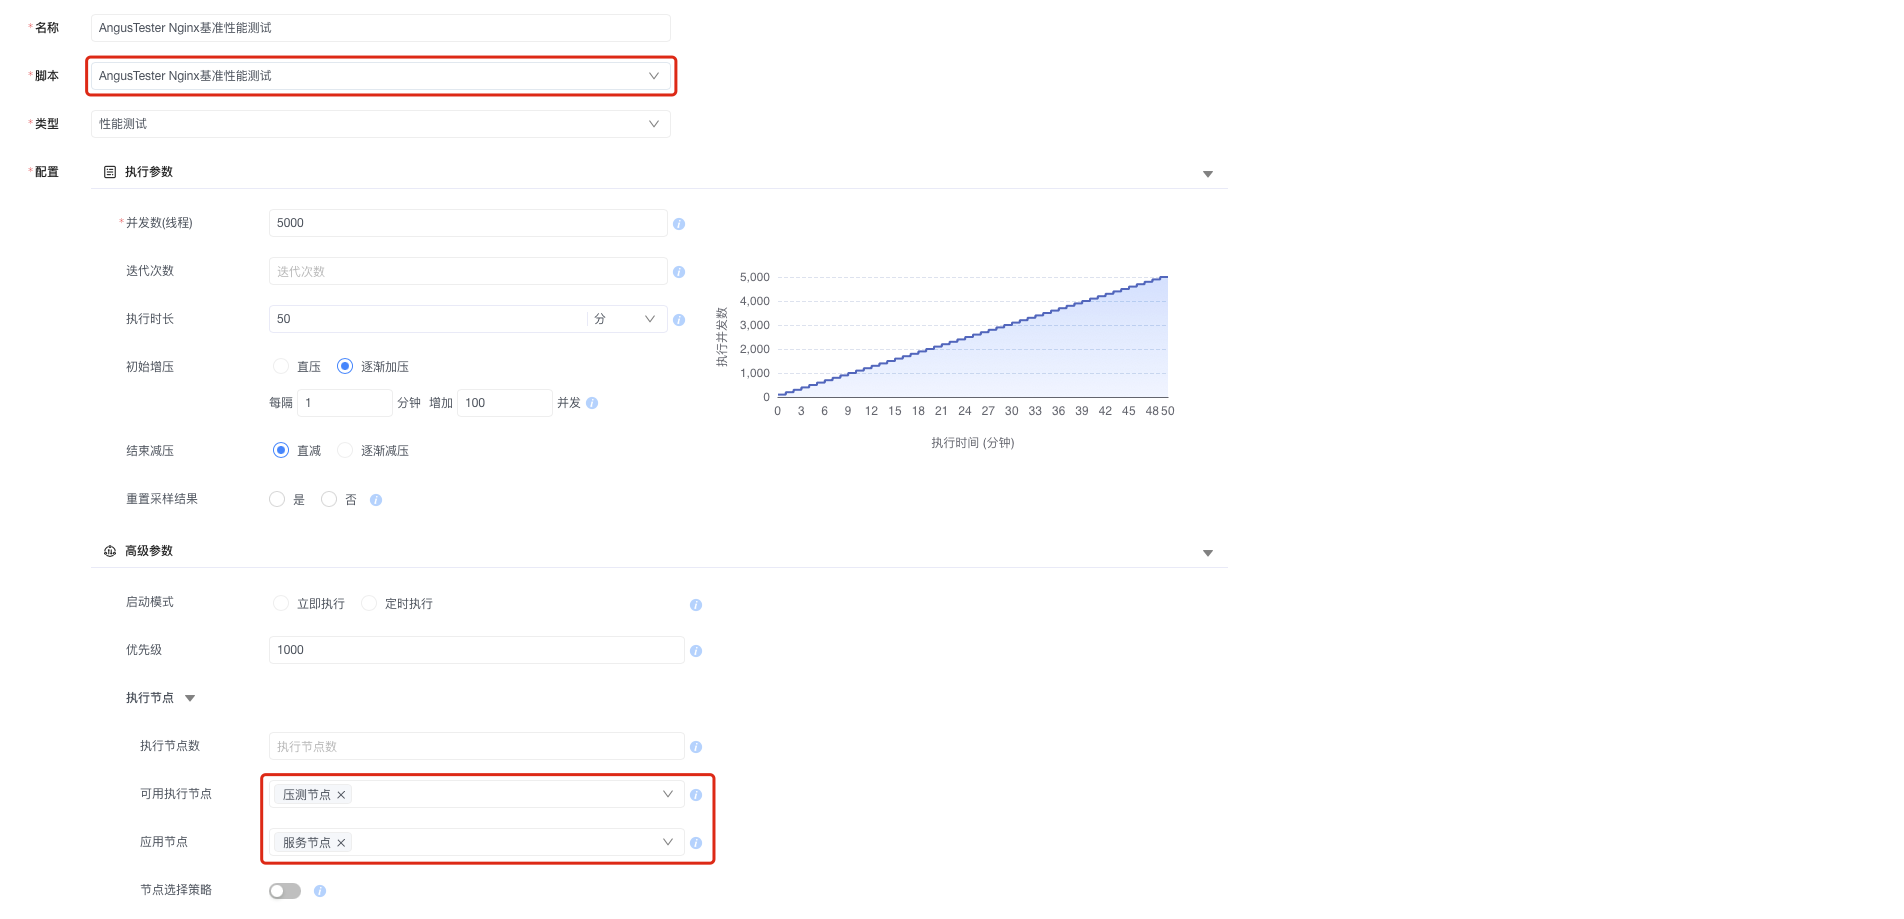 *名称 AngusTester Nginx基准性能测试
*脚本 AngusTester Nginx基准性能测试
*类型 性能测试
*配置 执行参数
*并发数(线程) 5000
迭代次数 迭代次数
执行时长 50 分
初始增压 直压 逐渐加压
每隔 1 分钟 增加 100 并发
结束减压 直减 逐渐减压
重置采样结果 是 否
执行并发数
5,000
4,000
3,000
2,000
1,000
0
0 3 6 9 12 15 18 21 24 27 30 33 36 39 42 45 48 50
执行时间 (分钟)
高级参数
启动模式 立即执行 定时执行
优先级 1000
执行节点
执行节点数 执行节点数
可用执行节点 压测节点 ×
应用节点 服务节点 ×
节点选择策略